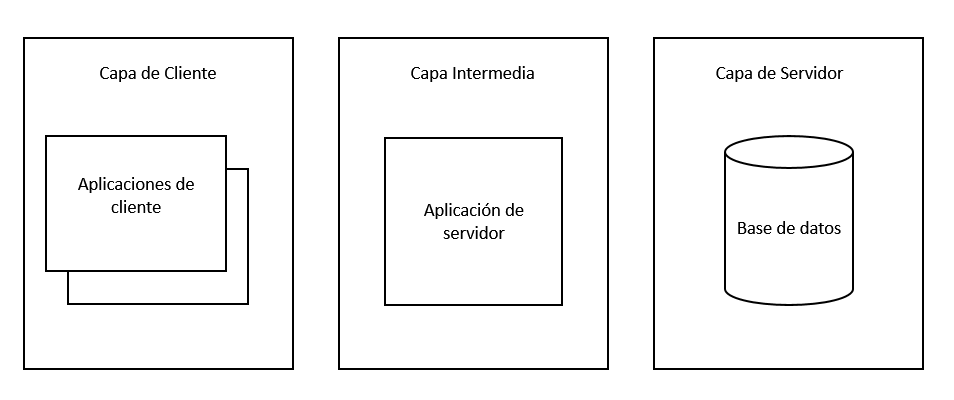 Capa de Cliente
Capa Intermedia
Capa de Servidor
Aplicaciones de
cliente
Aplicación de
servidor
Base de datos